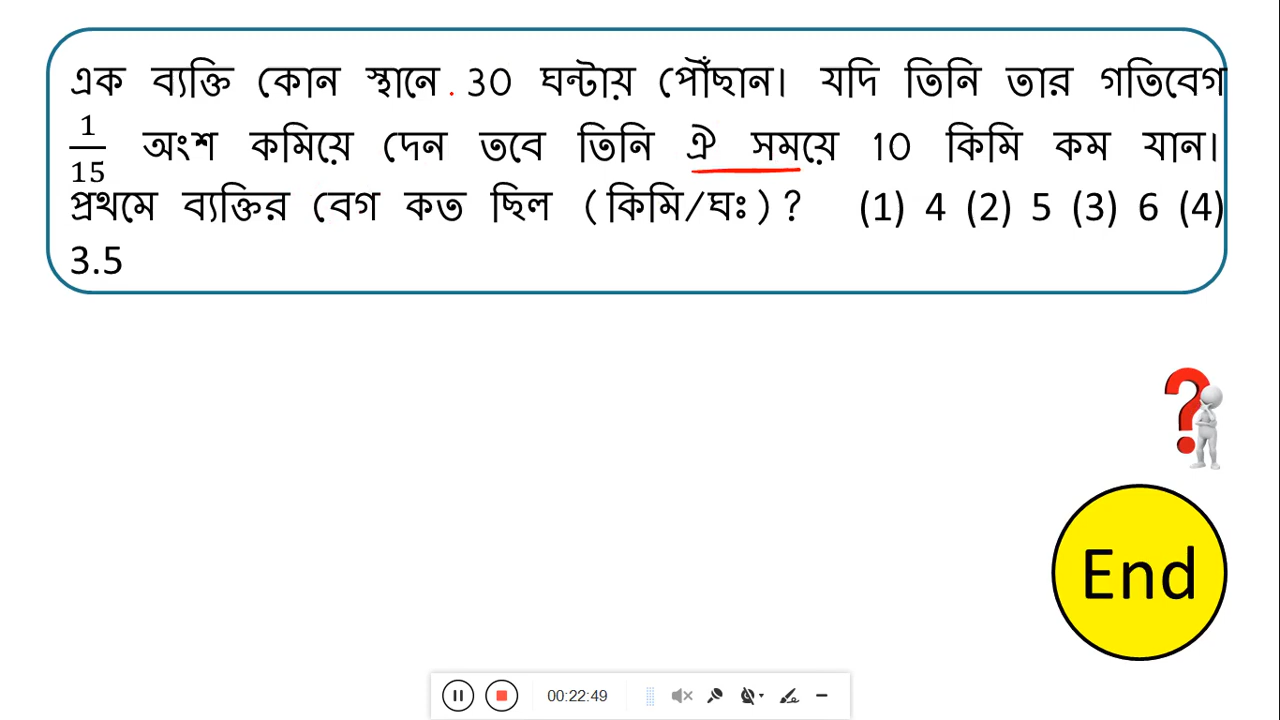 এক ব্যক্তি কোন স্থানে 30 ঘন্টায় পৌঁছান। যদি তিনি তার গতিবেগ
1/15 অংশ কমিয়ে দেন তবে তিনি ঐ সময়ে 10 কিমি কম যান।
প্রথমে ব্যক্তির বেগ কত ছিল (কিমি/ঘঃ)? (1) 4 (2) 5 (3) 6 (4)
3.5
End
00:22:49